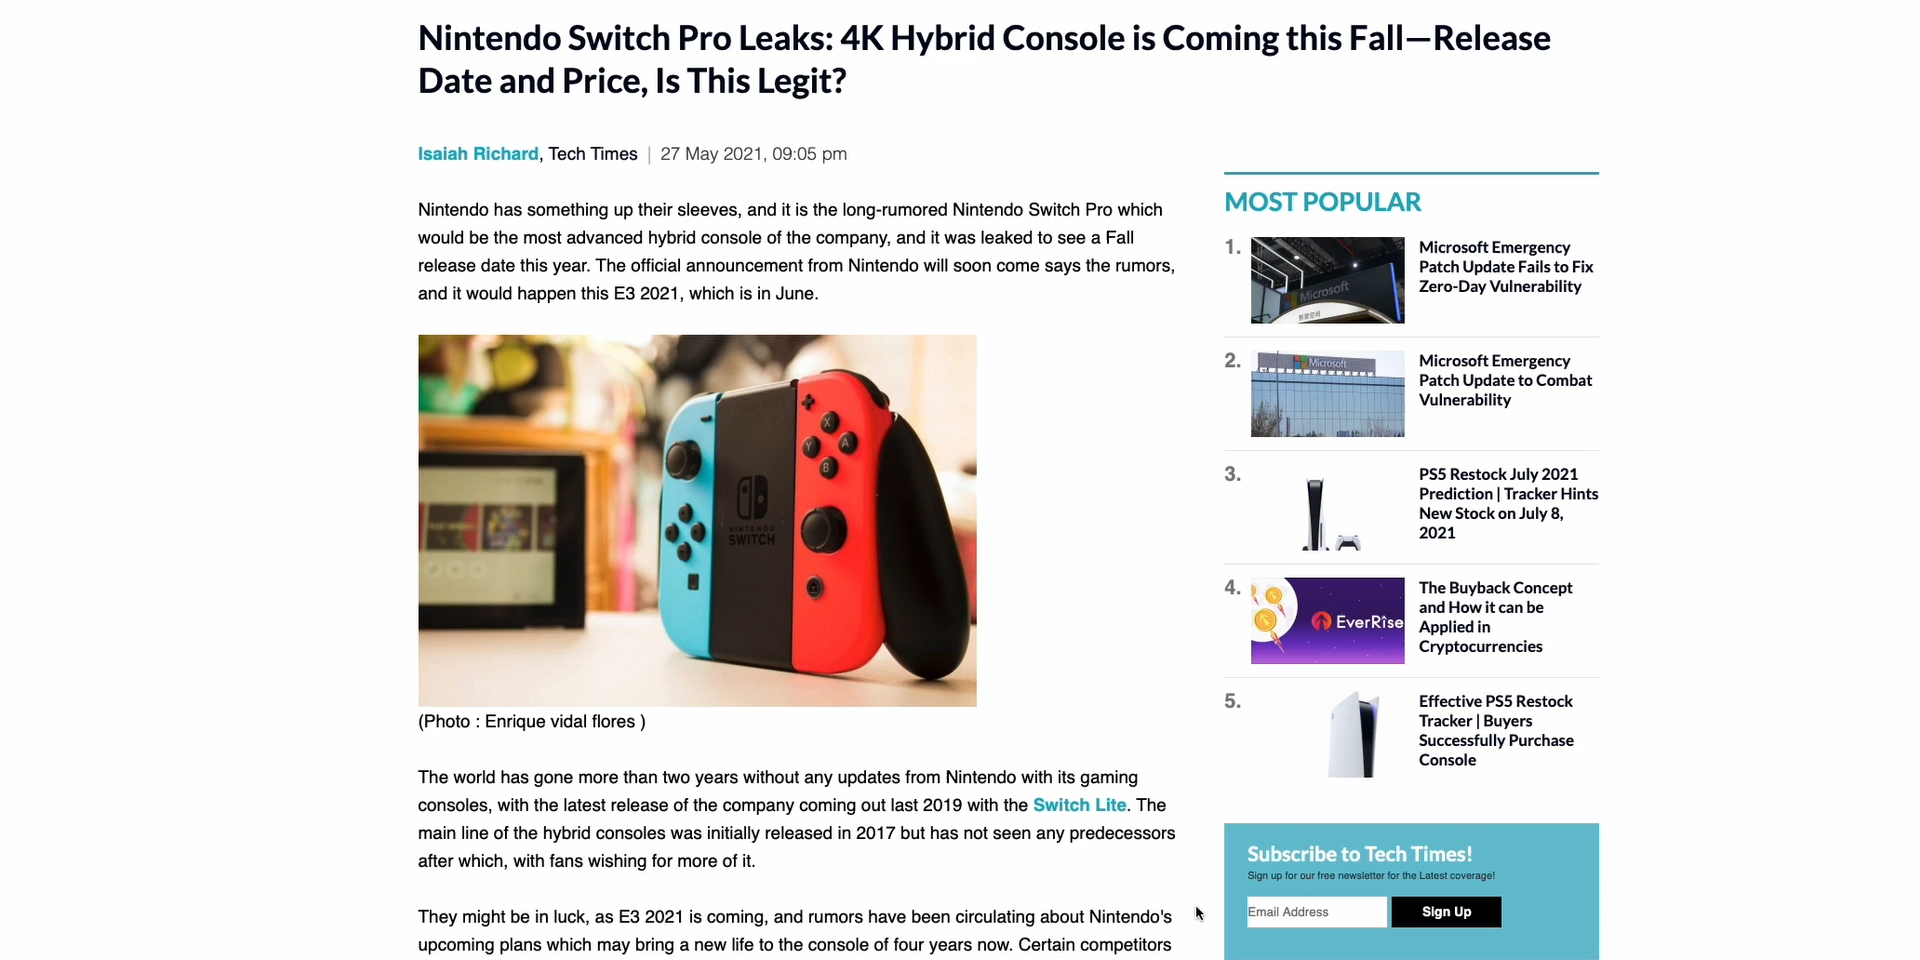 Nintendo Switch Pro Leaks: 4K Hybrid Console is Coming this Fall—Release
Date and Price, Is This Legit?
Isaiah Richard, Tech Times | 27 May 2021, 09:05 pm
Nintendo has something up their sleeves, and it is the long-rumored Nintendo Switch Pro which
would be the most advanced hybrid console of the company, and it was leaked to see a Fall
release date this year. The official announcement from Nintendo will soon come says the rumors,
and it would happen this E3 2021, which is in June.
X
Y
A
B
NINTENDO
SWITCH
(Photo : Enrique vidal flores )
The world has gone more than two years without any updates from Nintendo with its gaming
consoles, with the latest release of the company coming out last 2019 with the Switch Lite. The
main line of the hybrid consoles was initially released in 2017 but has not seen any predecessors
after which, with fans wishing for more of it.
They might be in luck, as E3 2021 is coming, and rumors have been circulating about Nintendo's
upcoming plans which may bring a new life to the console of four years now. Certain competitors
MOST POPULAR
1.
Microsoft
Microsoft Emergency
Patch Update Fails to Fix
Zero-Day Vulnerability
2.
Microsoft
Microsoft Emergency
Patch Update to Combat
Vulnerability
3.
PS5 Restock July 2021
Prediction | Tracker Hints
New Stock on July 8,
2021
4.
EverRise
The Buyback Concept
and How it can be
Applied in
Cryptocurrencies
5.
Effective PS5 Restock
Tracker | Buyers
Successfully Purchase
Console
Subscribe to Tech Times!
Sign up for our free newsletter for the Latest coverage!
Email Address
Sign Up